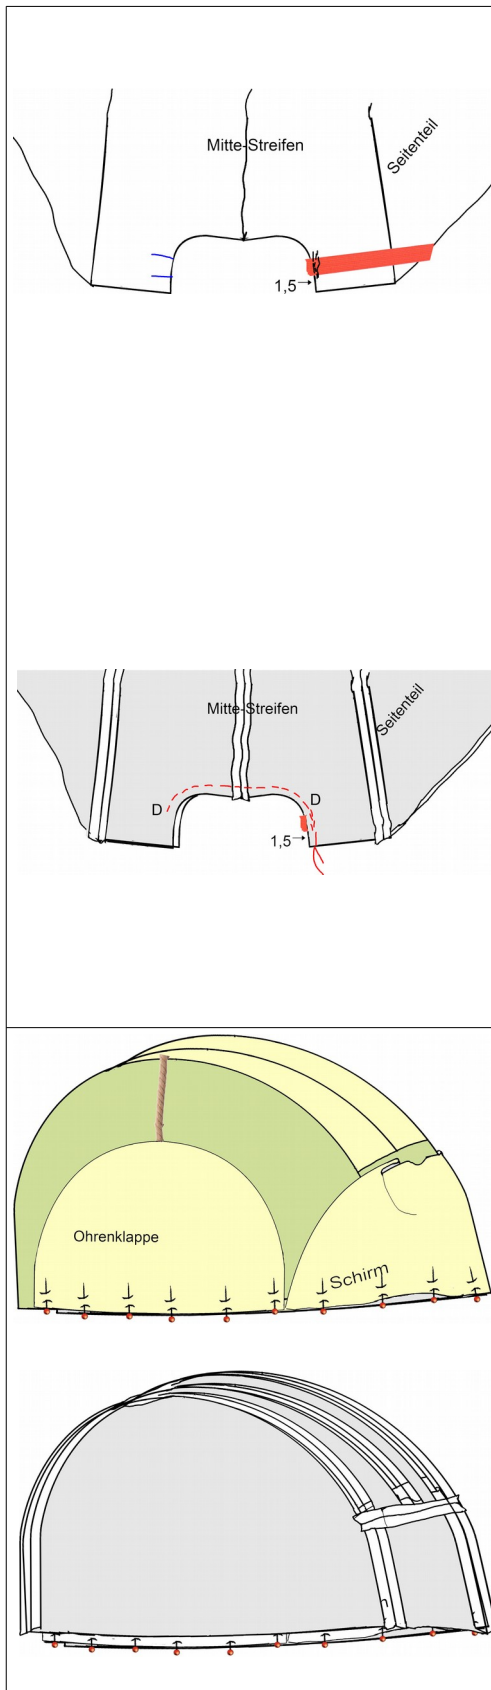 Mitte-Streifen
Seitenteil
1,5
Mitte-Streifen
Seitenteil
D
D
1,5
Ohrenklappe
Schirm